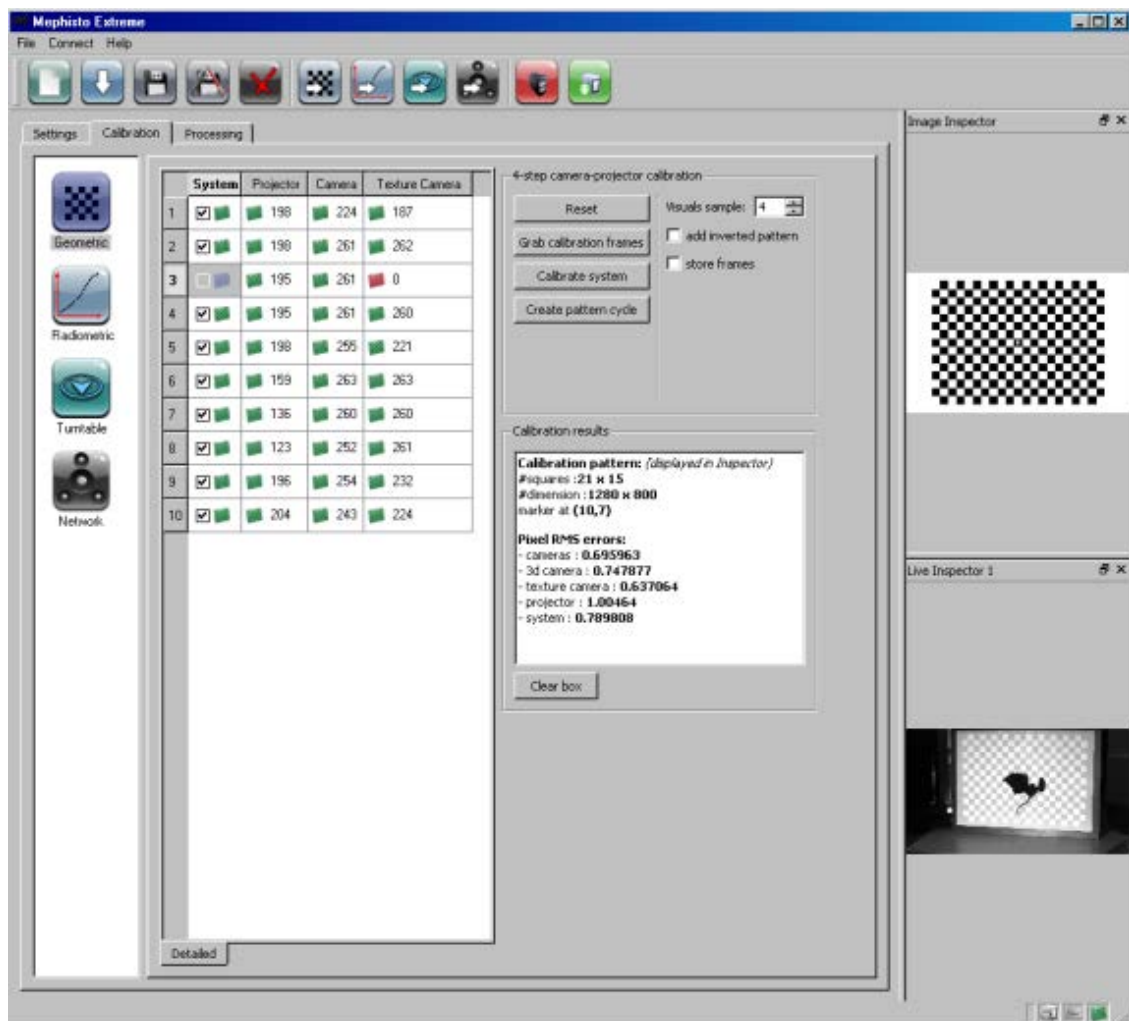 Mephisto Extreme
File Connect Help
Settings Calibration Processing
Geometric
Radiometric
Turntable
Network
System Projector Camera Texture Camera
1 198 224 187
2 198 261 262
3 195 261 0
4 195 261 260
5 198 255 221
6 159 263 263
7 136 260 260
8 123 252 261
9 196 254 232
10 204 243 224
Detailed
4-step camera-projector calibration
Reset
Grab calibration frames
Calibrate system
Create pattern cycle
Visuals sample: 4
add inverted pattern
store frames
Calibration results
Calibration pattern: (displayed in Inspector)
#squares :21 x 15
#dimension : 1280 x 800
marker at (10,7)
Pixel RMS errors:
- cameras : 0.695963
- 3d camera : 0.747877
- texture camera : 0.637064
- projector : 1.00464
- system : 0.789808
Clear box
Image Inspector
Live Inspector 1